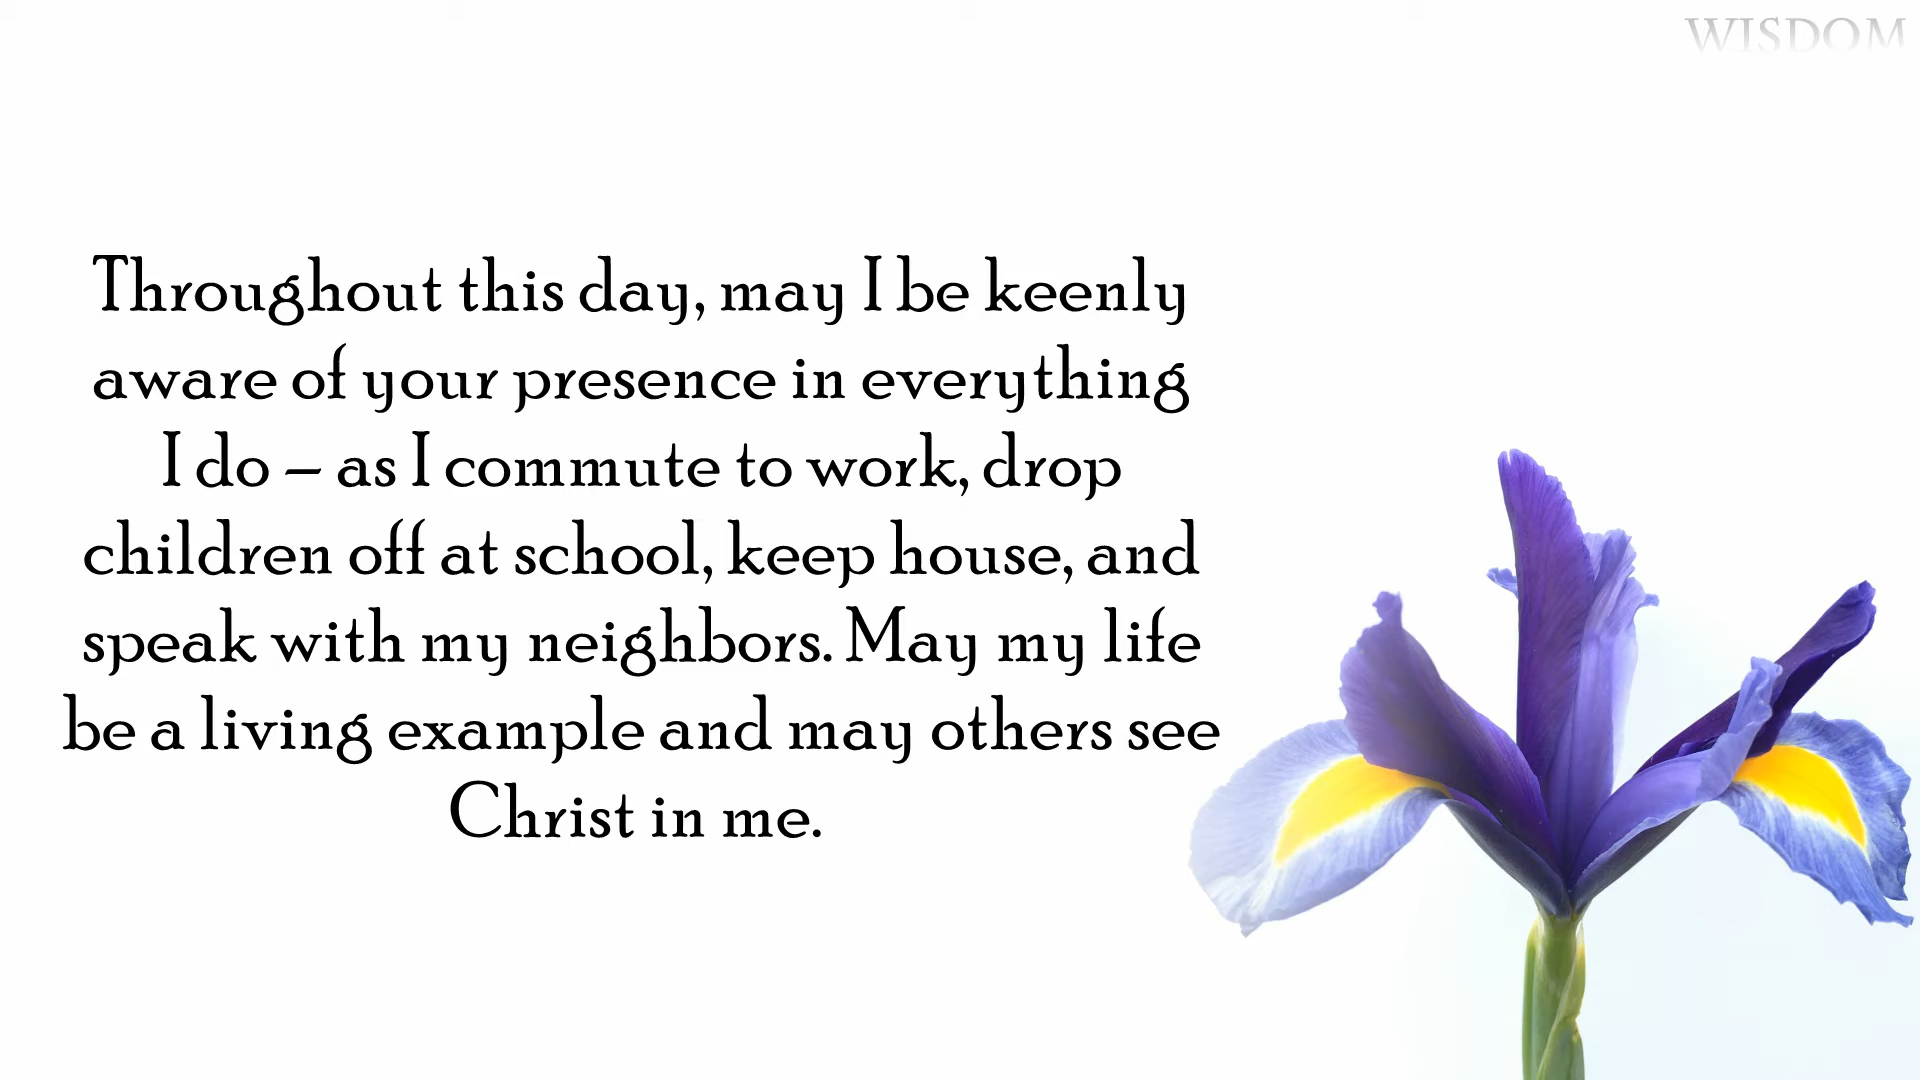 WISDOM
Throughout this day, may I be keenly
aware of your presence in everything
I do – as I commute to work, drop
children off at school, keep house, and
speak with my neighbors. May my life
be a living example and may others see
Christ in me.